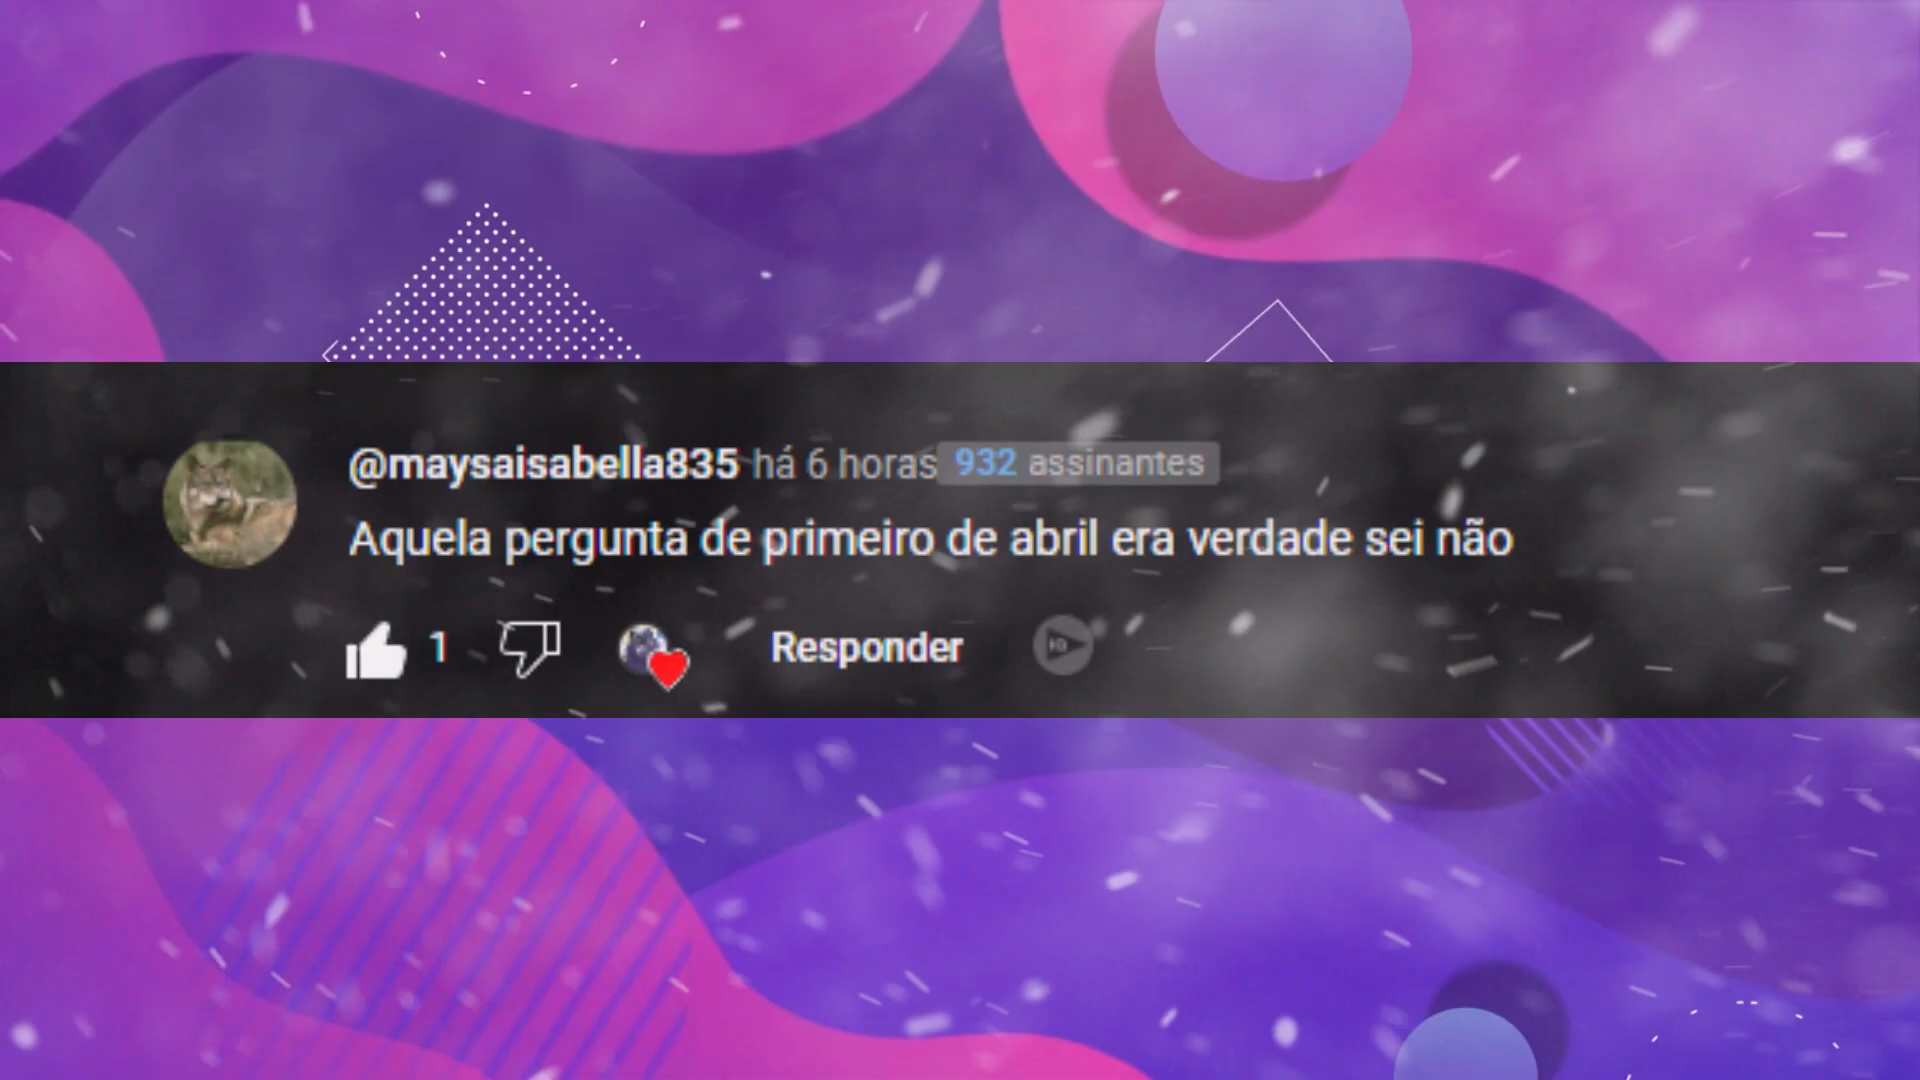 @maysaisabella835 há 6 horas 932 assinantes
Aquela pergunta de primeiro de abril era verdade sei não
1 Responder